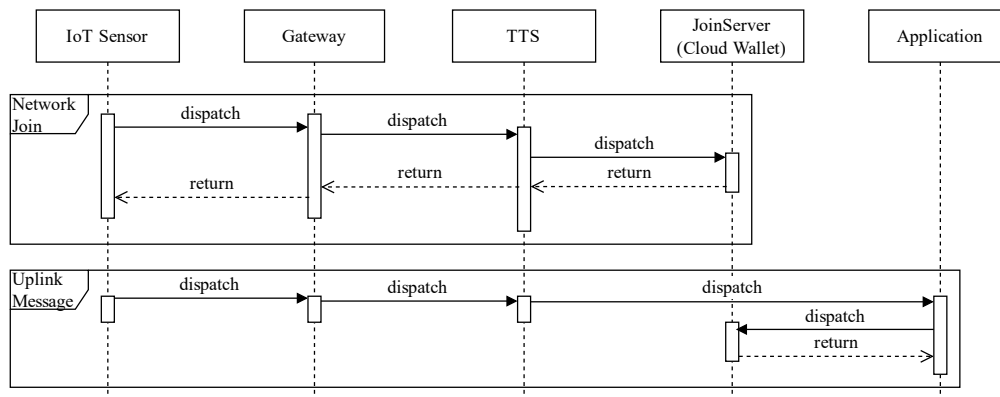 IoT Sensor
Gateway
TTS
JoinServer
(Cloud Wallet)
Application
Network
Join
dispatch
dispatch
dispatch
return
return
return
Uplink
Message
dispatch
dispatch
dispatch
dispatch
return